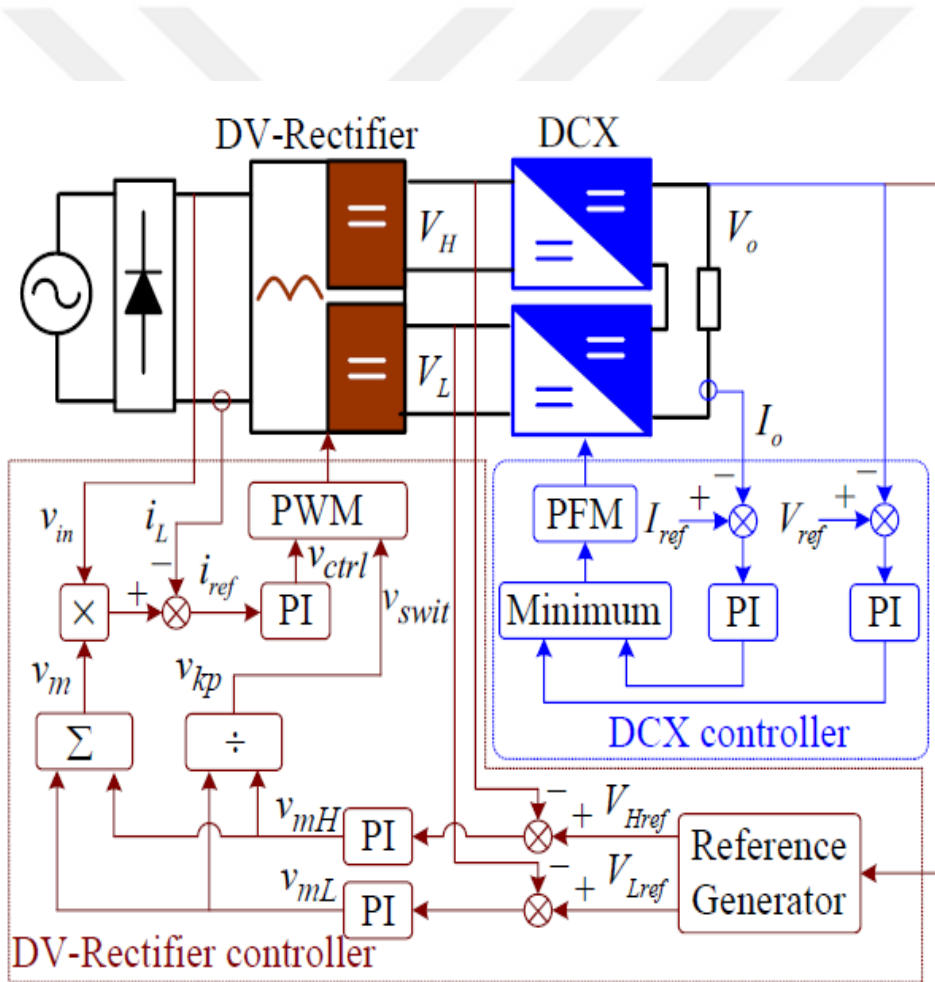 DV-Rectifier DCX
V_H V_o
V_L
I_o
v_in i_L PWM PFM I_ref + − V_ref + −
v_ctrl
× + − i_ref PI v_swit Minimum PI PI
v_m v_kp
Σ ÷ DCX controller
v_mH PI − + V_Href
Reference
Generator
v_mL PI − + V_Lref
DV-Rectifier controller